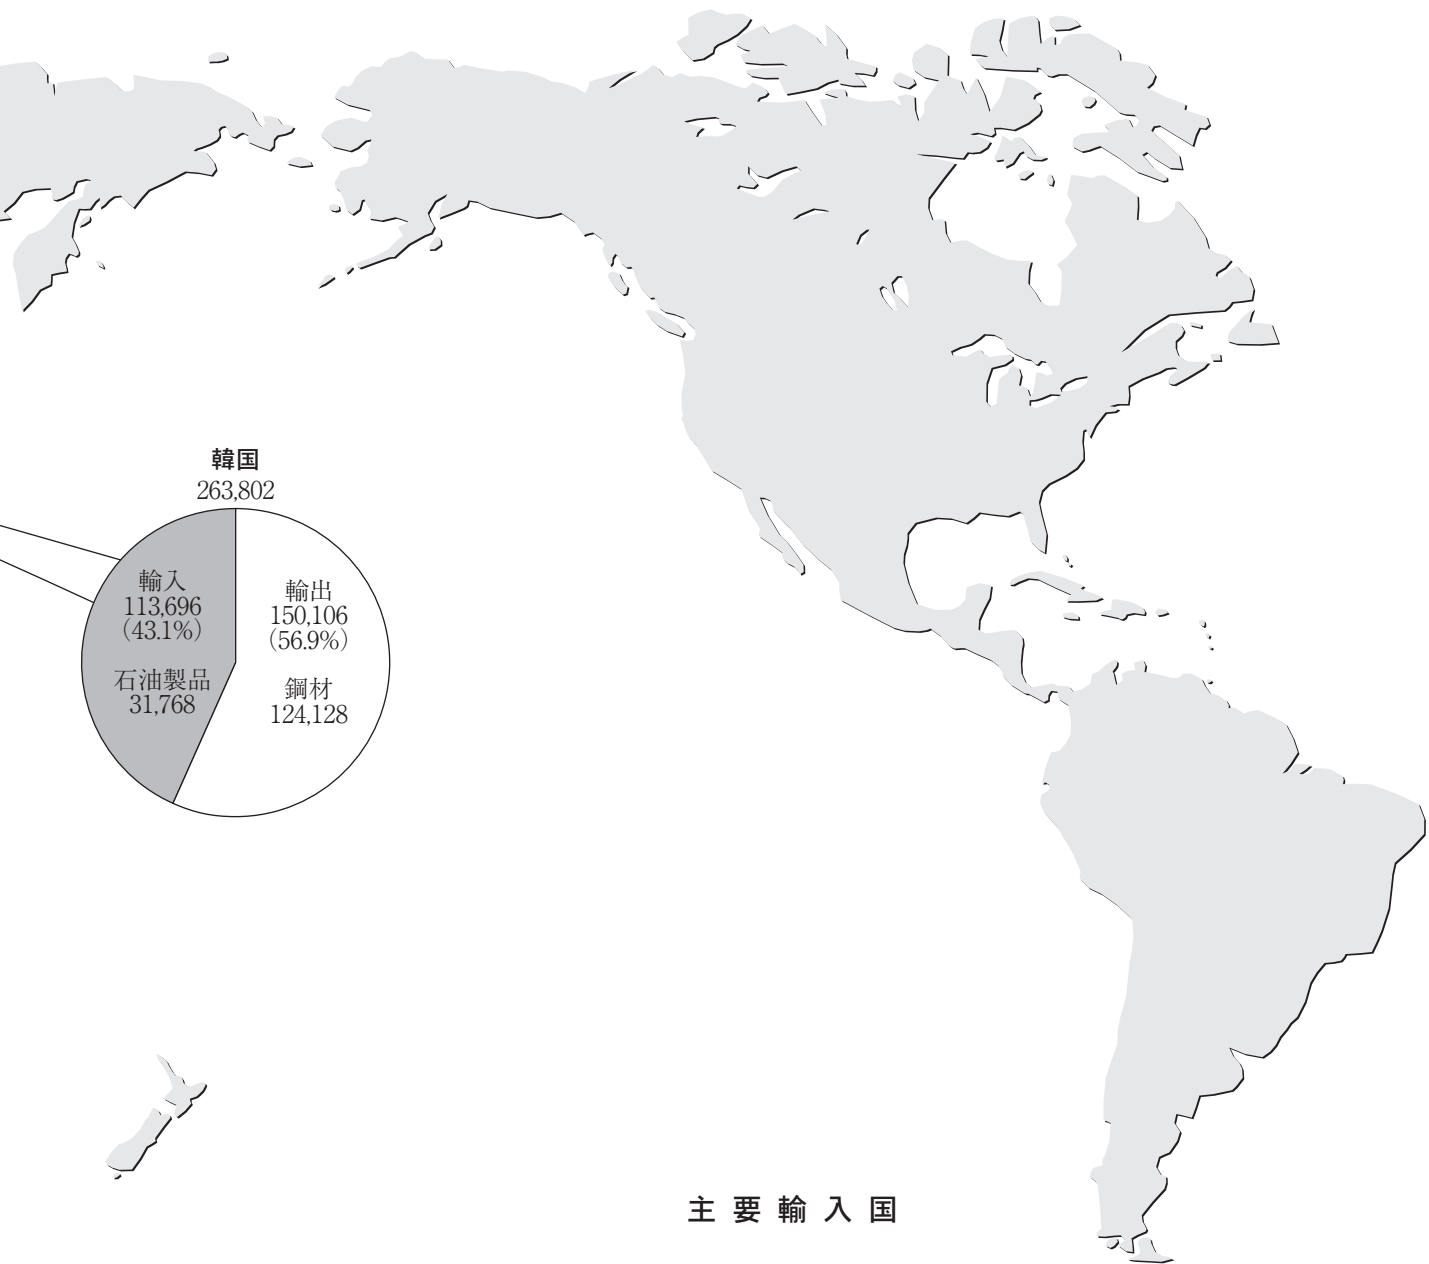 韓国
263,802
輸入
113,696
（43.1%）
石油製品
31,768
輸出
150,106
（56.9%）
鋼材
124,128
主要輸入国